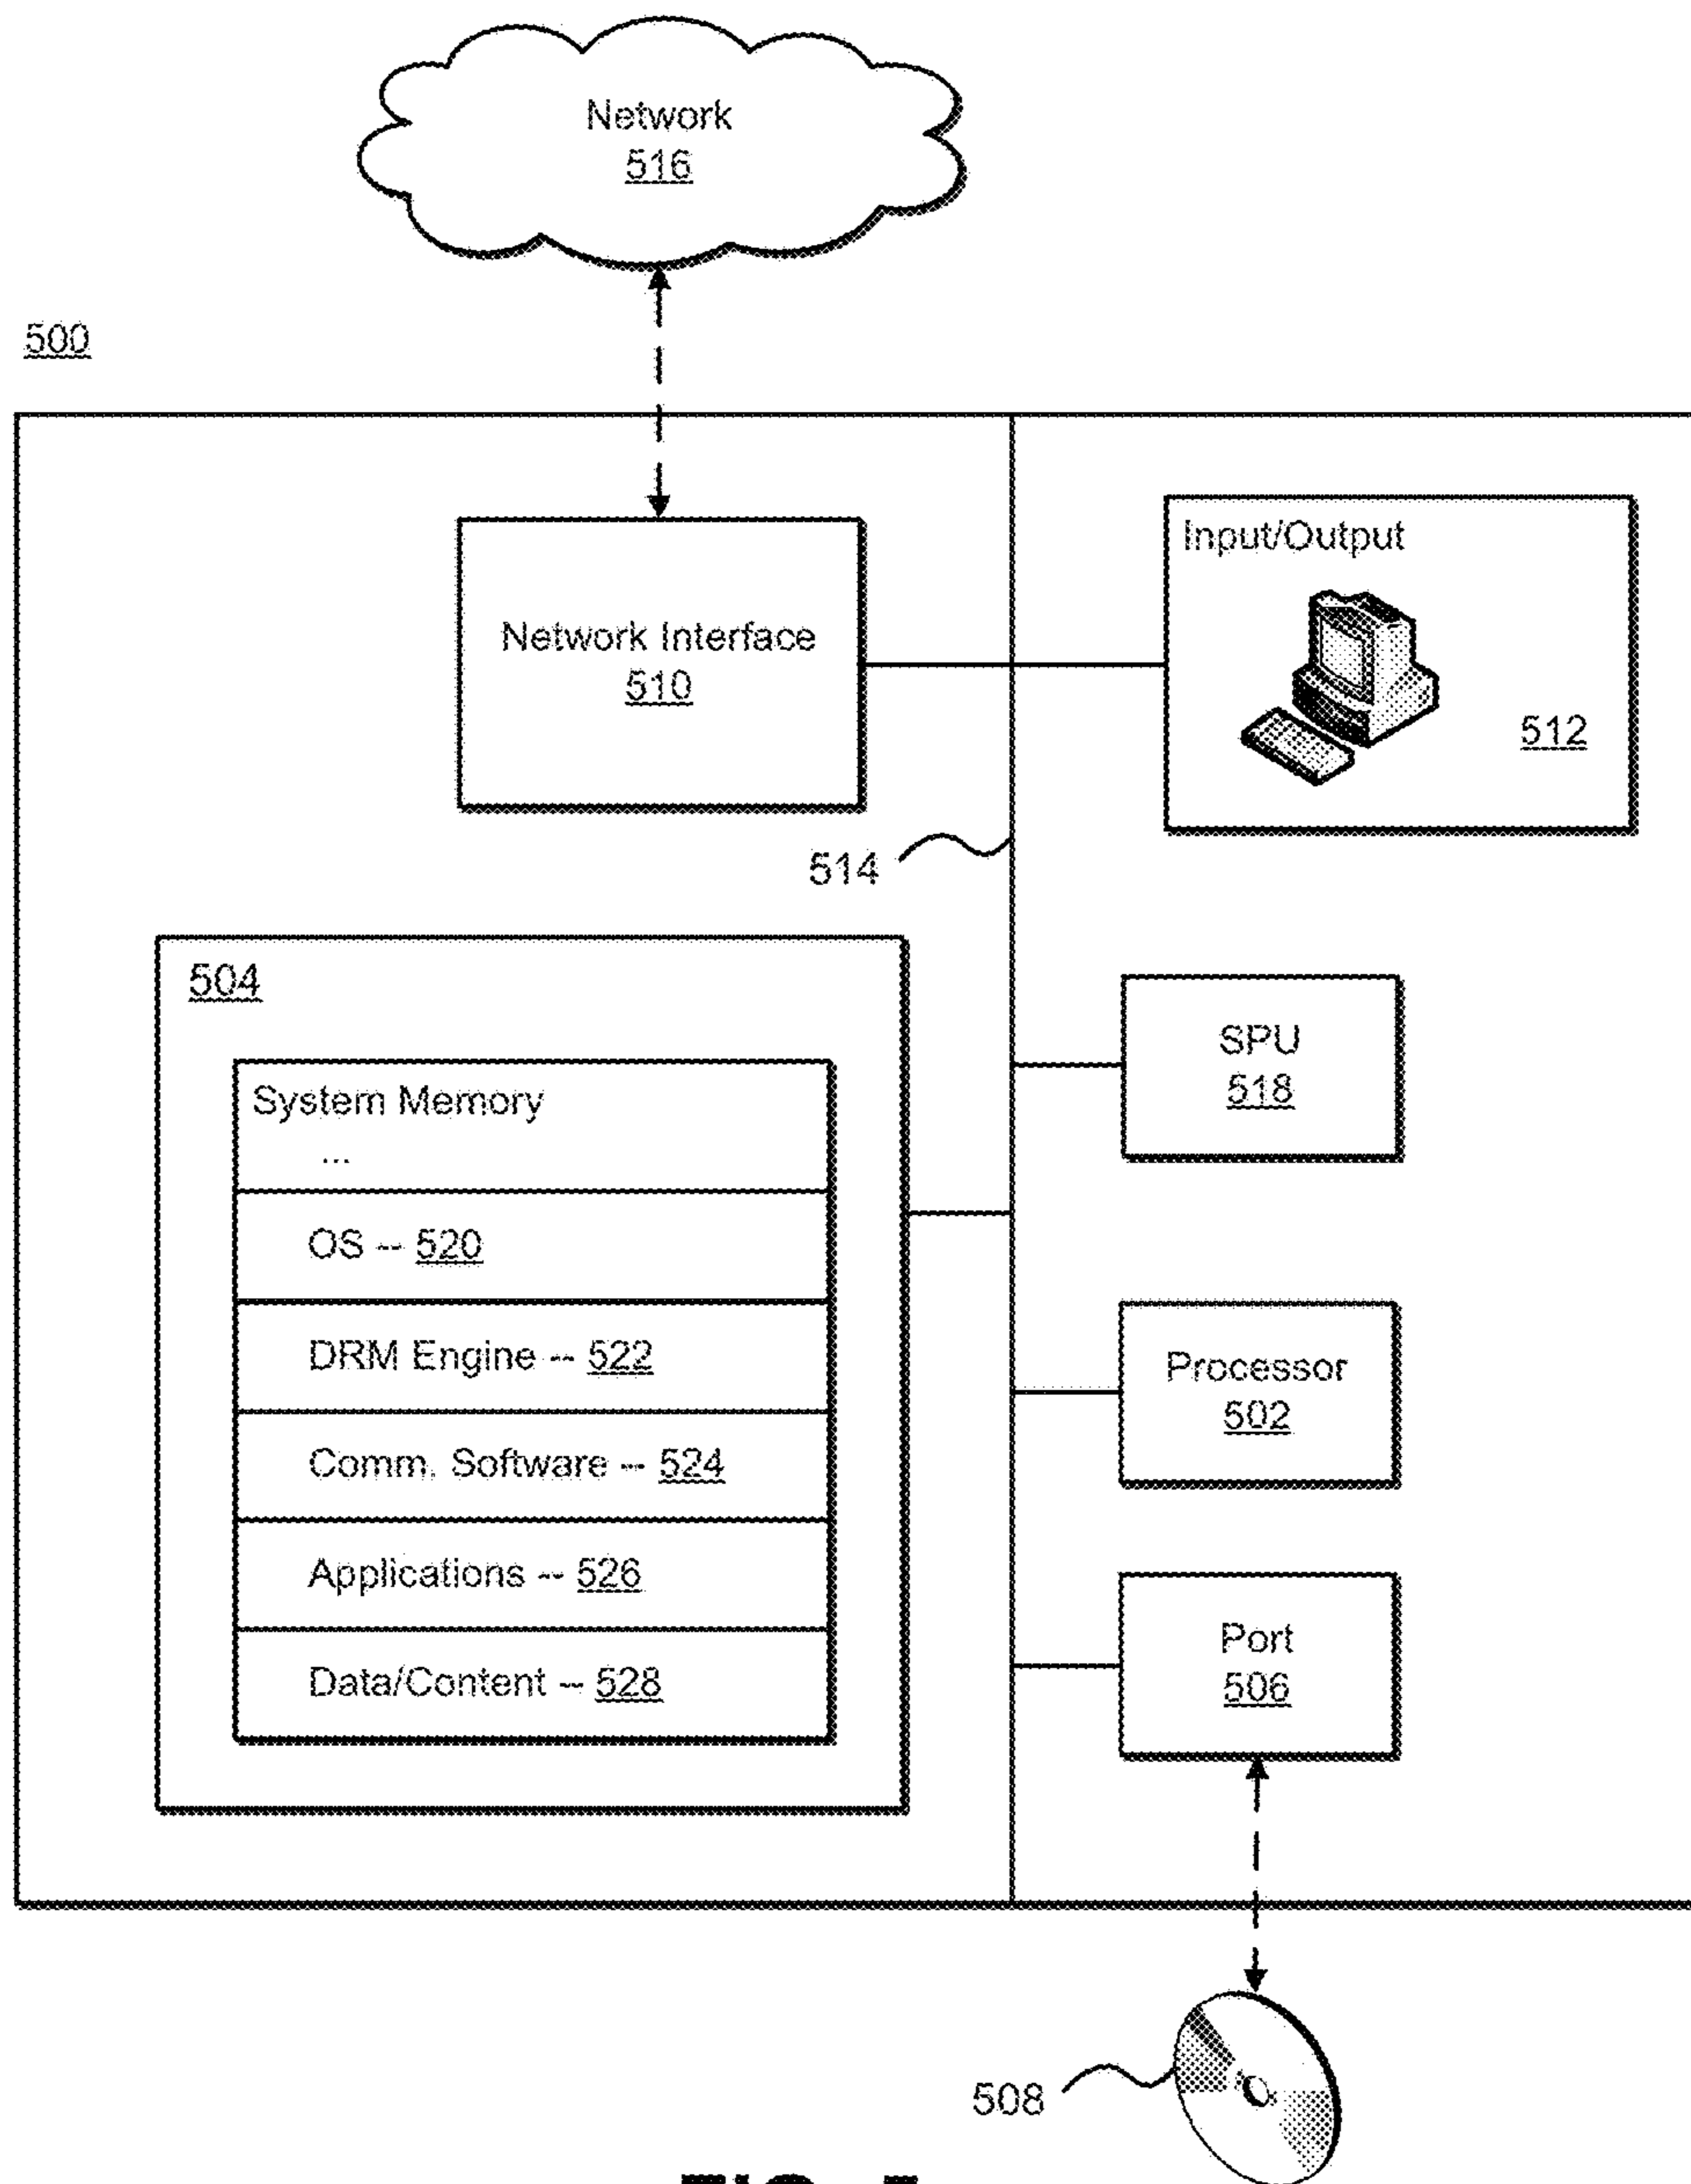 Network
516
500
Network Interface
510
Input/Output
512
514
504
System Memory
...
OS -- 520
DRM Engine -- 522
Comm. Software -- 524
Applications -- 526
Data/Content -- 528
SPU
518
Processor
502
Port
506
508